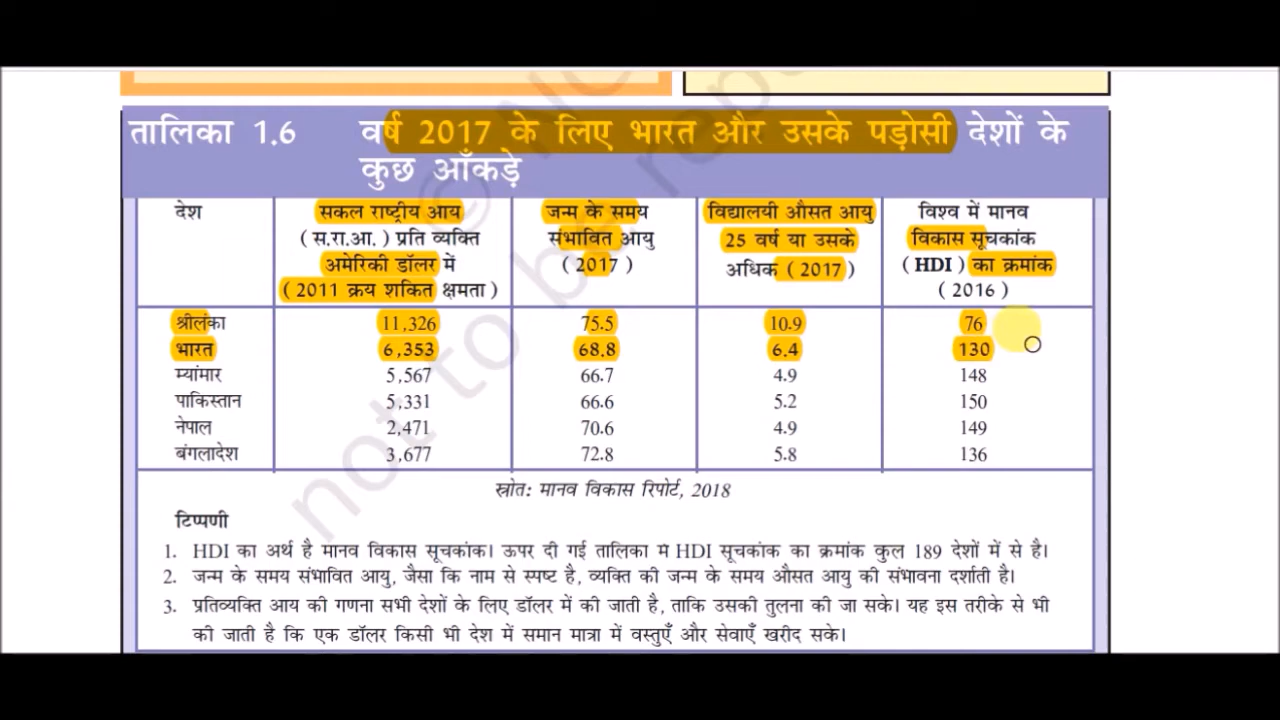 तालिका 1.6 वर्ष 2017 के लिए भारत और उसके पड़ोसी देशों के
कुछ आँकड़े
देश सकल राष्ट्रीय आय जन्म के समय विद्यालयी औसत आयु विश्व में मानव
(स.रा.आ.) प्रति व्यक्ति संभावित आयु 25 वर्ष या उसके विकास सूचकांक
अमेरिकी डॉलर में (2017) अधिक (2017) (HDI) का क्रमांक
(2011 क्रय शक्ति क्षमता) (2016)
श्रीलंका 11,326 75.5 10.9 76
भारत 6,353 68.8 6.4 130
म्यांमार 5,567 66.7 4.9 148
पाकिस्तान 5,331 66.6 5.2 150
नेपाल 2,471 70.6 4.9 149
बंगलादेश 3,677 72.8 5.8 136
स्रोत: मानव विकास रिपोर्ट, 2018
टिप्पणी
1. HDI का अर्थ है मानव विकास सूचकांक। ऊपर दी गई तालिका म HDI सूचकांक का क्रमांक कुल 189 देशों में से है।
2. जन्म के समय संभावित आयु, जैसा कि नाम से स्पष्ट है, व्यक्ति की जन्म के समय औसत आयु की संभावना दर्शाती है।
3. प्रतिव्यक्ति आय की गणना सभी देशों के लिए डॉलर में की जाती है, ताकि उसकी तुलना की जा सके। यह इस तरीके से भी
की जाती है कि एक डॉलर किसी भी देश में समान मात्रा में वस्तुएँ और सेवाएँ खरीद सके।
not to be rep